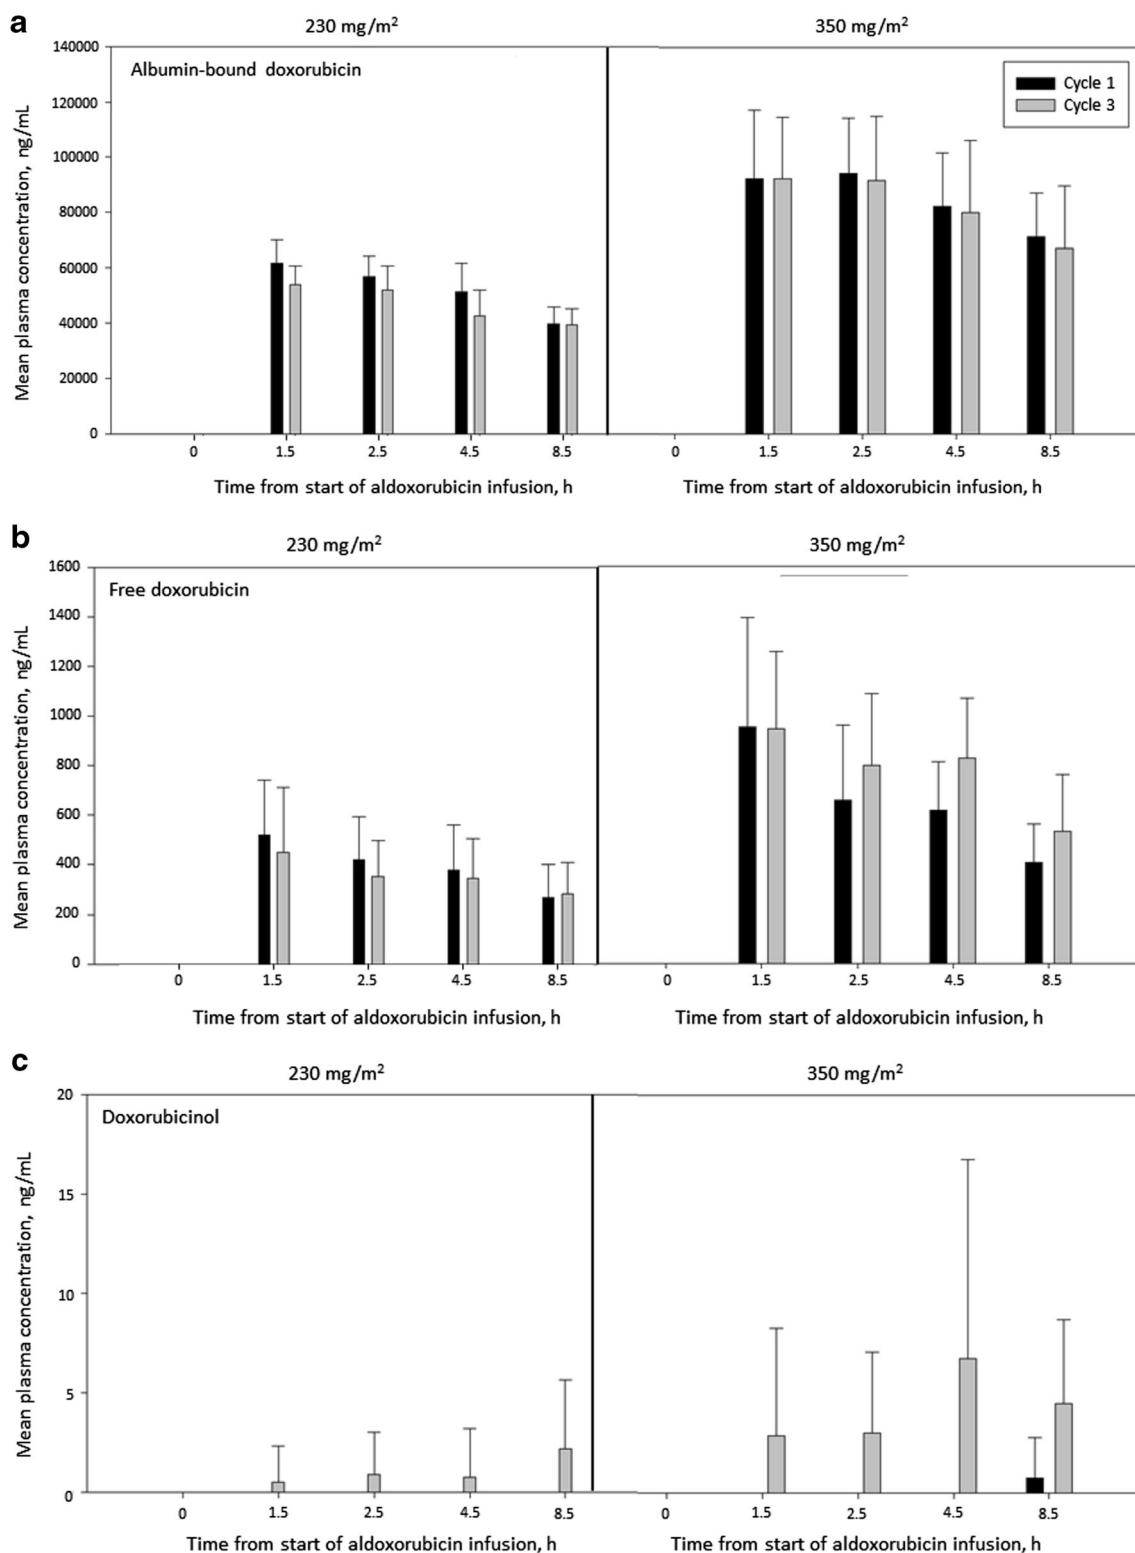 a
230 mg/m²
350 mg/m²
Albumin-bound doxorubicin
Cycle 1
Cycle 3
Mean plasma concentration, ng/mL
140000
120000
100000
80000
60000
40000
20000
0
0 1.5 2.5 4.5 8.5
0 1.5 2.5 4.5 8.5
Time from start of aldoxorubicin infusion, h
Time from start of aldoxorubicin infusion, h
b
230 mg/m²
350 mg/m²
Free doxorubicin
Mean plasma concentration, ng/mL
1600
1400
1200
1000
800
600
400
200
0
0 1.5 2.5 4.5 8.5
0 1.5 2.5 4.5 8.5
Time from start of aldoxorubicin infusion, h
Time from start of aldoxorubicin infusion, h
c
230 mg/m²
350 mg/m²
Doxorubicinol
Mean plasma concentration, ng/mL
20
15
10
5
0
0 1.5 2.5 4.5 8.5
0 1.5 2.5 4.5 8.5
Time from start of aldoxorubicin infusion, h
Time from start of aldoxorubicin infusion, h